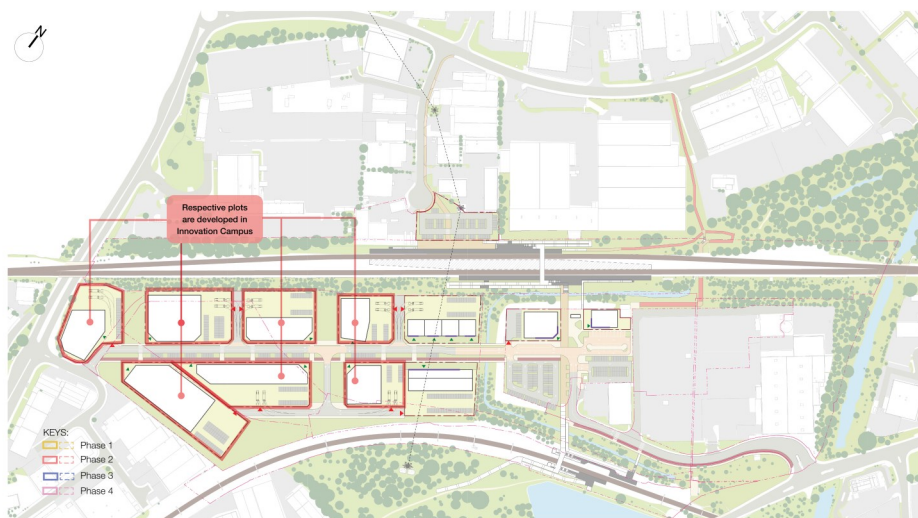 N
Respective plots
are developed in
Innovation Campus
KEYS:
Phase 1
Phase 2
Phase 3
Phase 4